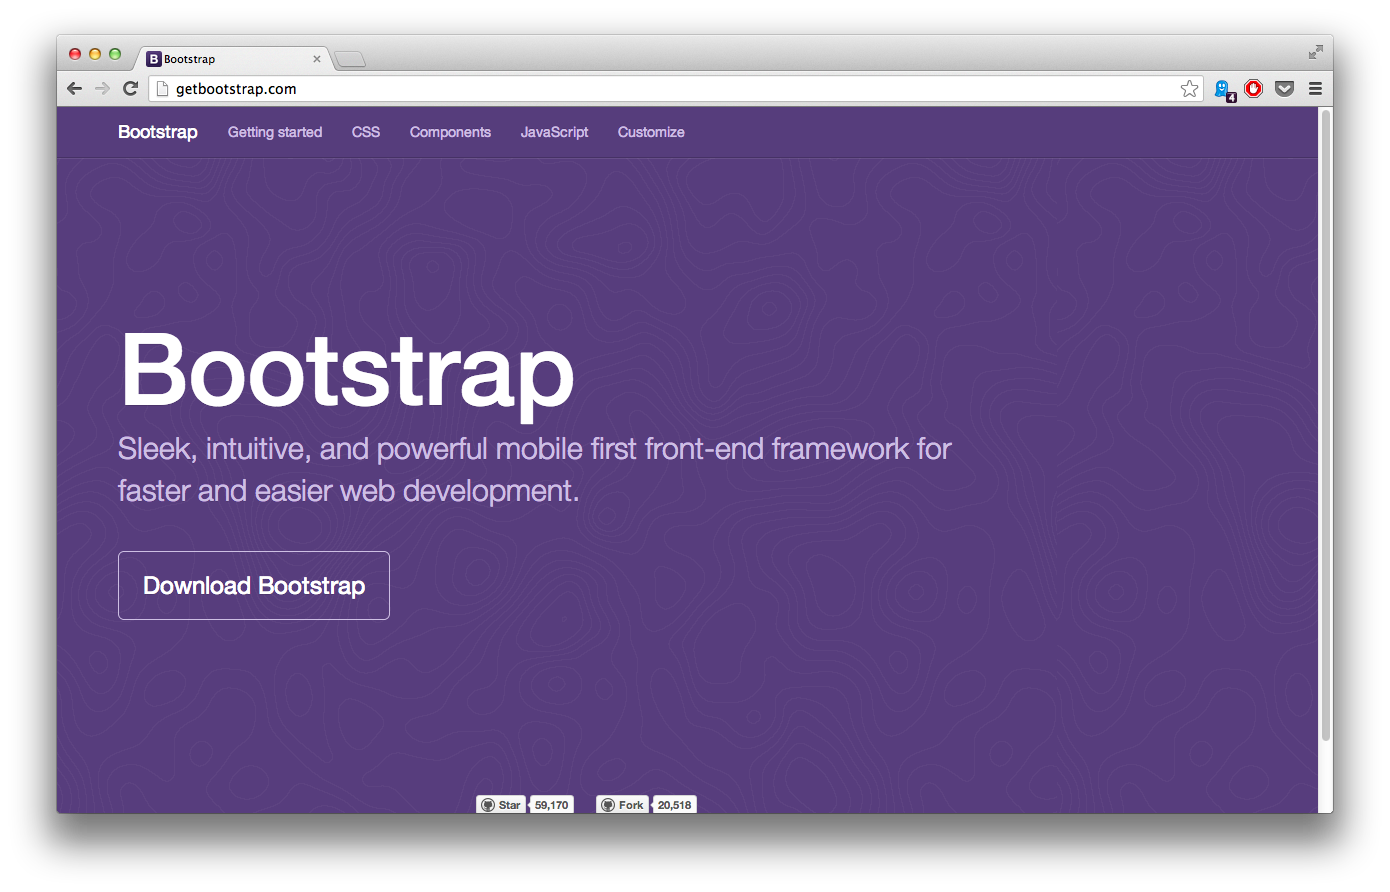 B Bootstrap
getbootstrap.com
4
Bootstrap Getting started CSS Components JavaScript Customize
Bootstrap
Sleek, intuitive, and powerful mobile first front-end framework for
faster and easier web development.
Download Bootstrap
Star 59,170 Fork 20,518